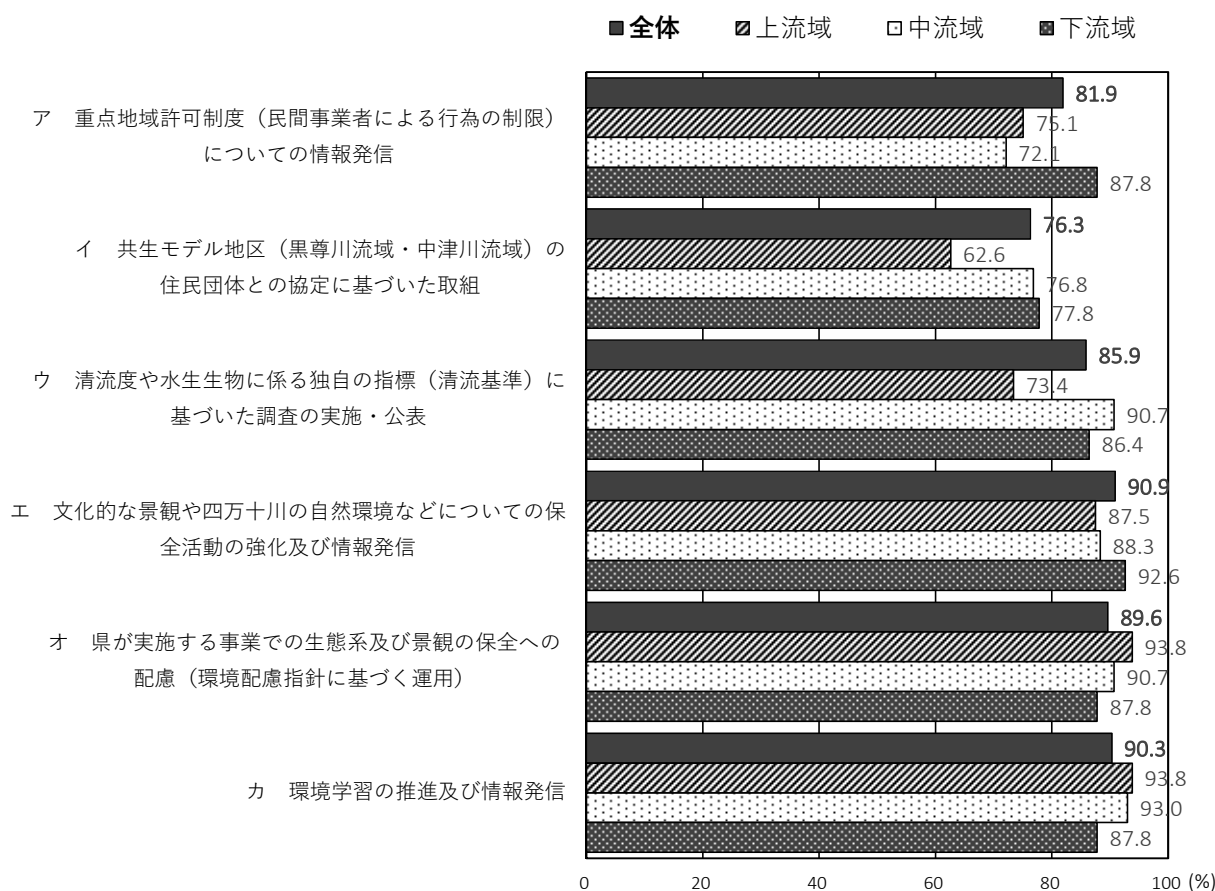 全体 上流域 中流域 下流域
ア 重点地域許可制度（民間事業者による行為の制限）
についての情報発信
81.9
75.1
72.1
87.8
イ 共生モデル地区（黒尊川流域・中津川流域）の
住民団体との協定に基づいた取組
76.3
62.6
76.8
77.8
ウ 清流度や水生生物に係る独自の指標（清流基準）に
基づいた調査の実施・公表
85.9
73.4
90.7
86.4
エ 文化的な景観や四万十川の自然環境などについての保
全活動の強化及び情報発信
90.9
87.5
88.3
92.6
オ 県が実施する事業での生態系及び景観の保全への
配慮（環境配慮指針に基づく運用）
89.6
93.8
90.7
87.8
カ 環境学習の推進及び情報発信
90.3
93.8
93.0
87.8
0 20 40 60 80 100 (%)